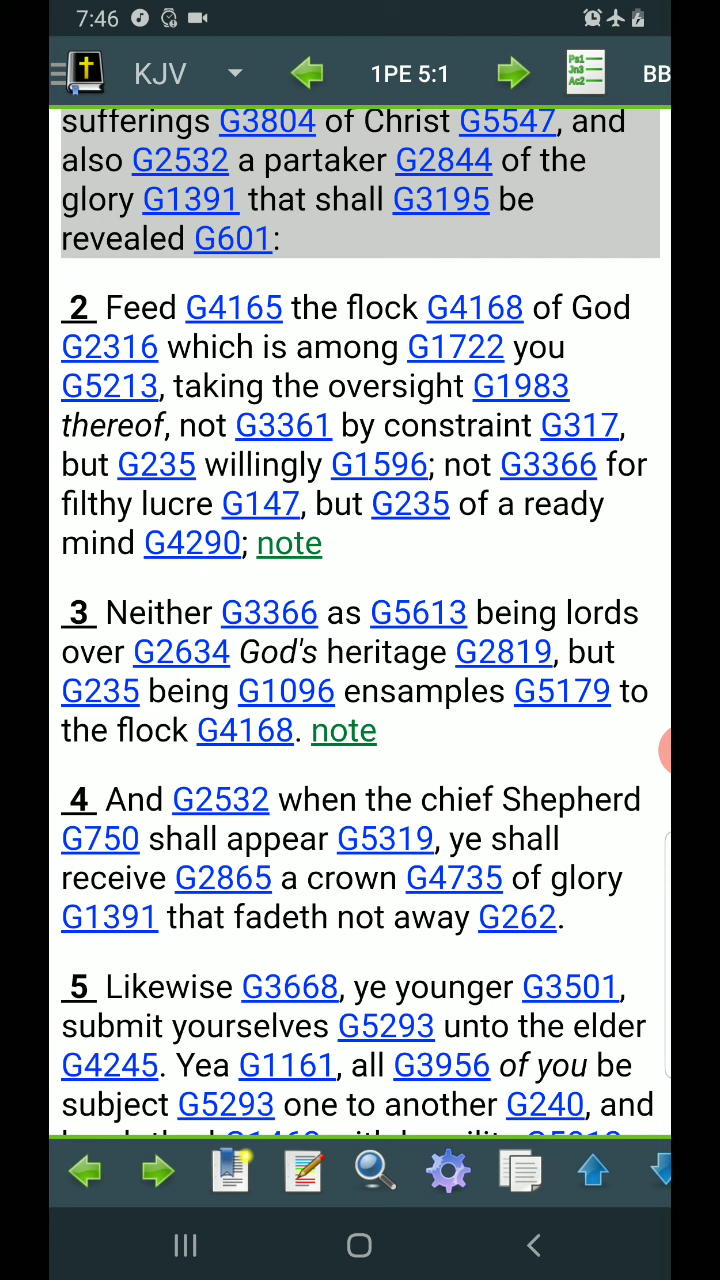 7:46
KJV
1PE 5:1
BB
sufferings G3804 of Christ G5547, and
also G2532 a partaker G2844 of the
glory G1391 that shall G3195 be
revealed G601:
2 Feed G4165 the flock G4168 of God
G2316 which is among G1722 you
G5213, taking the oversight G1983
thereof, not G3361 by constraint G317,
but G235 willingly G1596; not G3366 for
filthy lucre G147, but G235 of a ready
mind G4290; note
3 Neither G3366 as G5613 being lords
over G2634 God's heritage G2819, but
G235 being G1096 ensamples G5179 to
the flock G4168. note
4 And G2532 when the chief Shepherd
G750 shall appear G5319, ye shall
receive G2865 a crown G4735 of glory
G1391 that fadeth not away G262.
5 Likewise G3668, ye younger G3501,
submit yourselves G5293 unto the elder
G4245. Yea G1161, all G3956 of you be
subject G5293 one to another G240, and